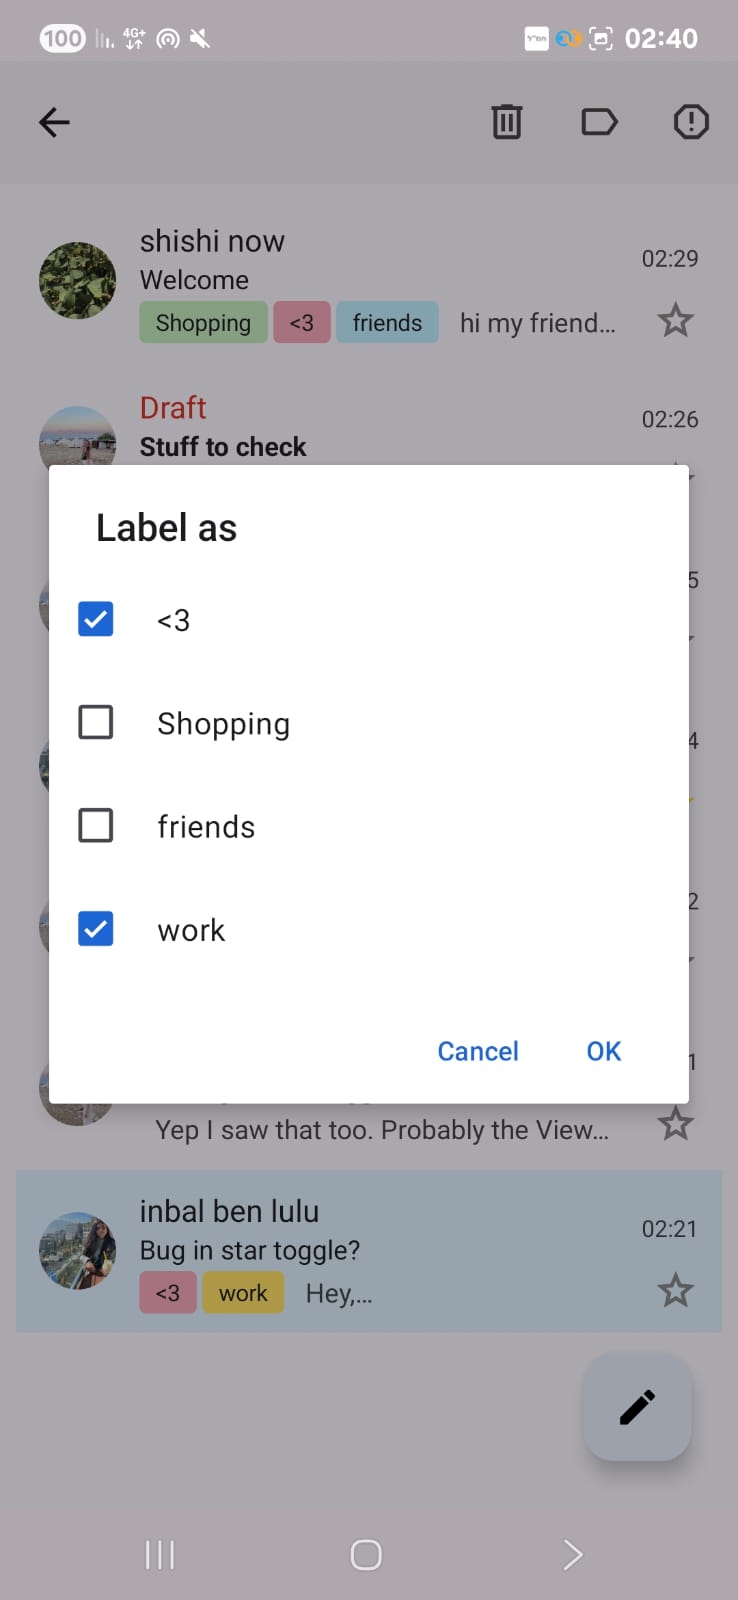 100 4G+ 02:40
shishi now
02:29
Welcome
Shopping <3 friends hi my friend...
Draft
02:26
Stuff to check
Label as
5
<3
Shopping
4
friends
2
work
Cancel OK
1
Yep I saw that too. Probably the View...
inbal ben lulu
02:21
Bug in star toggle?
<3 work Hey,...